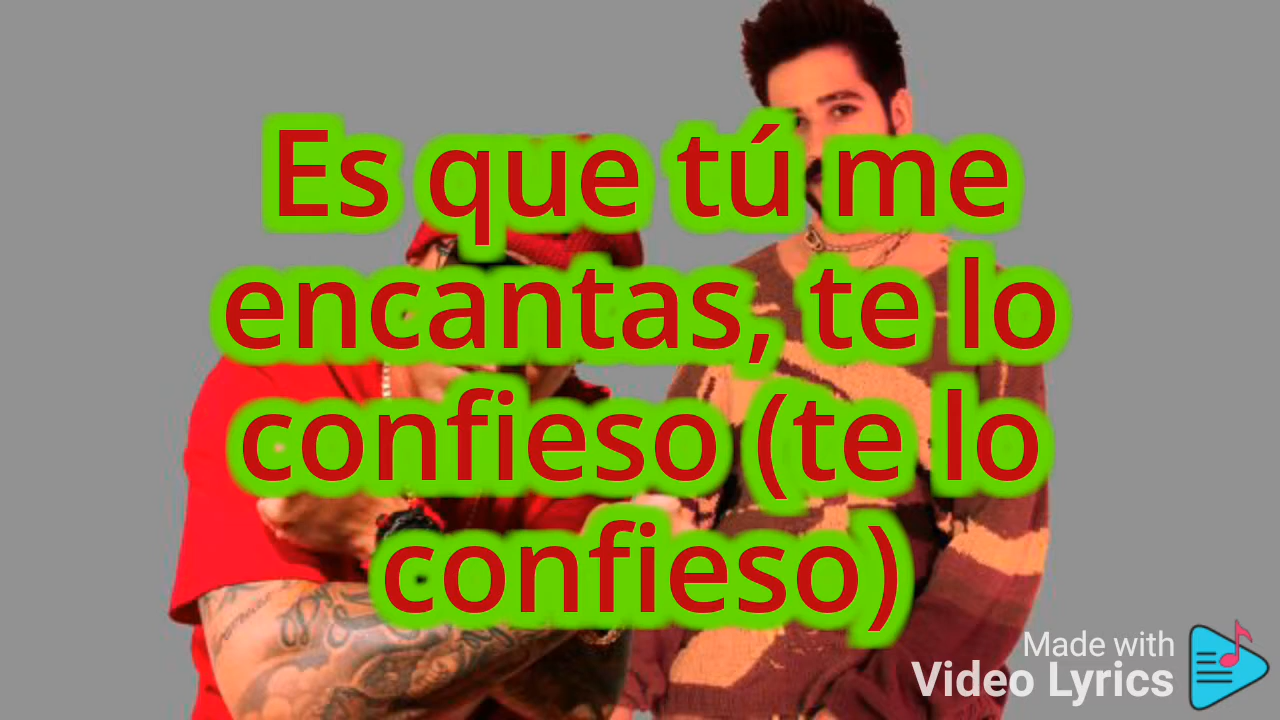 Es que tú me
encantas, te lo
confieso (te lo
confieso)
Made with
Video Lyrics